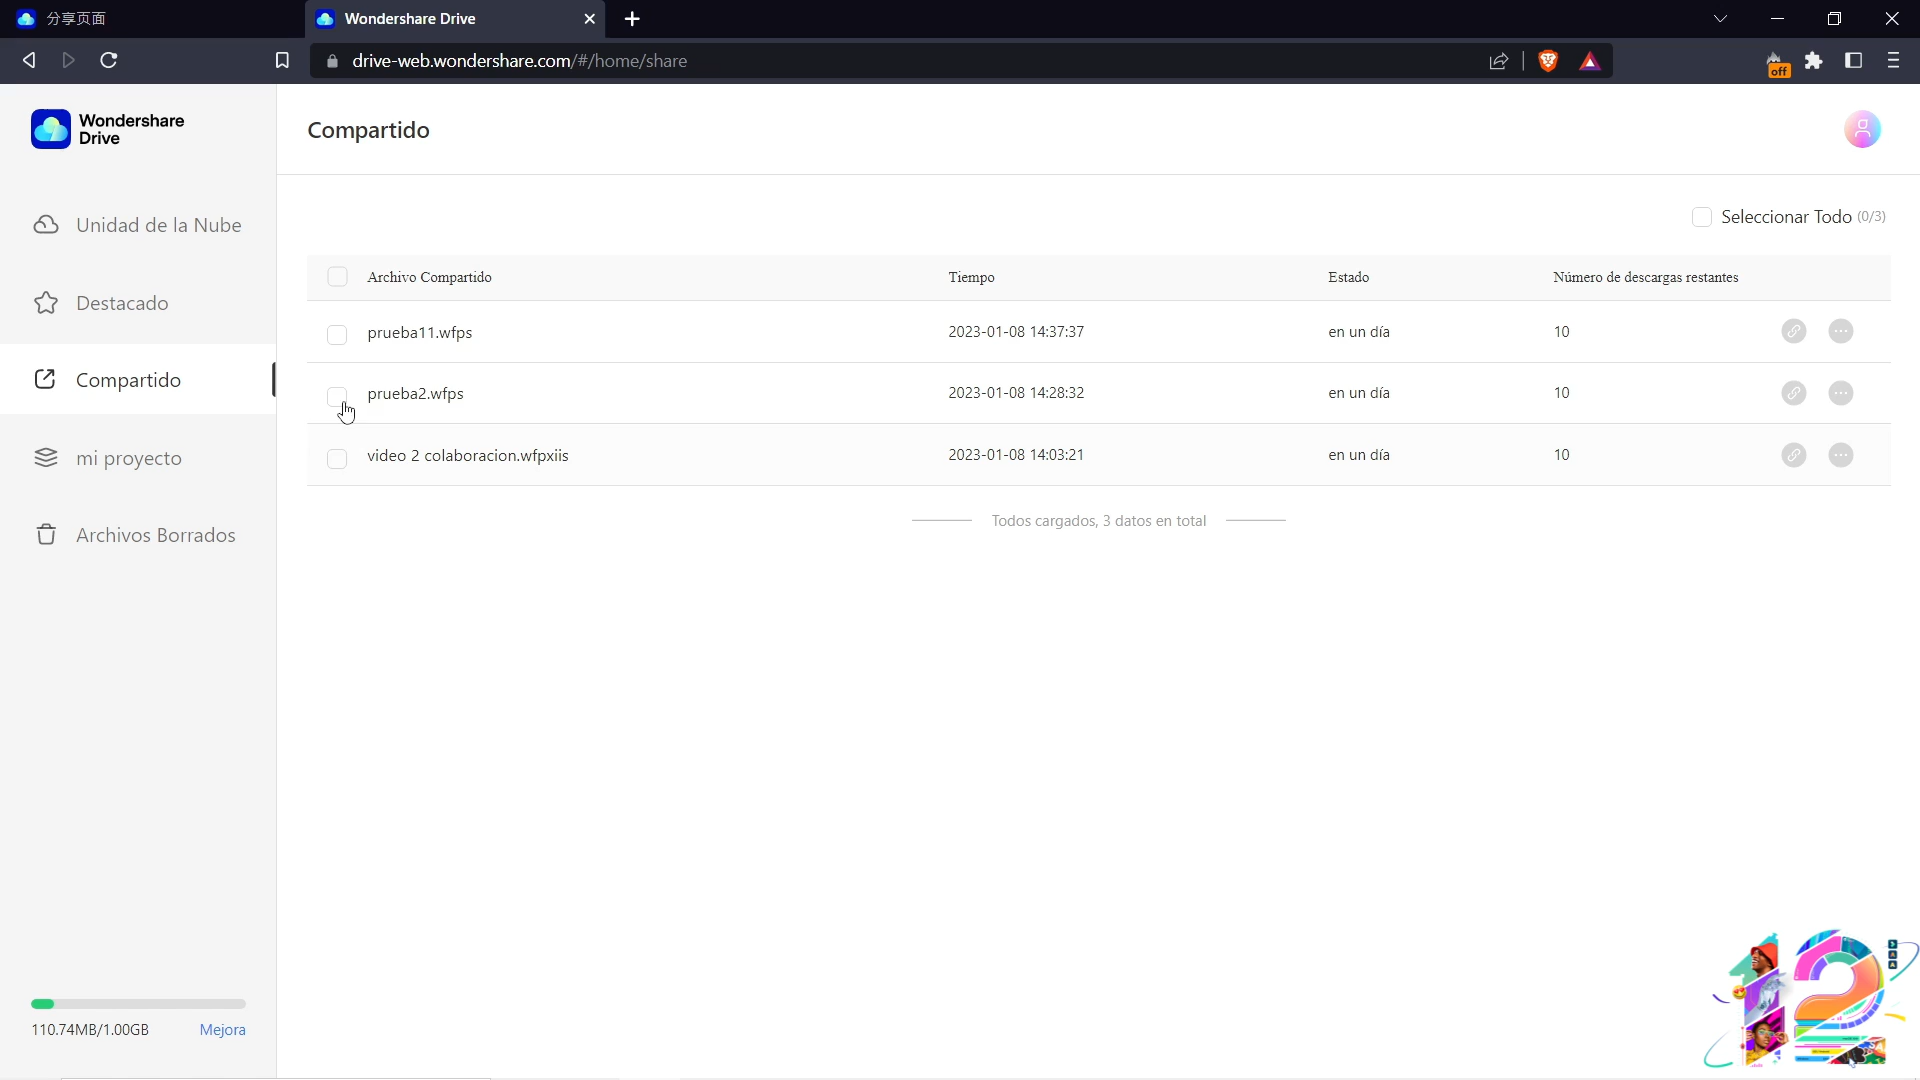 分享页面
Wondershare Drive
drive-web.wondershare.com/#/home/share
off
Wondershare
Drive
Compartido
Unidad de la Nube
Destacado
Compartido
mi proyecto
Archivos Borrados
Seleccionar Todo (0/3)
Archivo Compartido Tiempo Estado Número de descargas restantes
prueba11.wfps 2023-01-08 14:37:37 en un día 10
prueba2.wfps 2023-01-08 14:28:32 en un día 10
video 2 colaboracion.wfpxiis 2023-01-08 14:03:21 en un día 10
Todos cargados, 3 datos en total
110.74MB/1.00GB Mejora
12